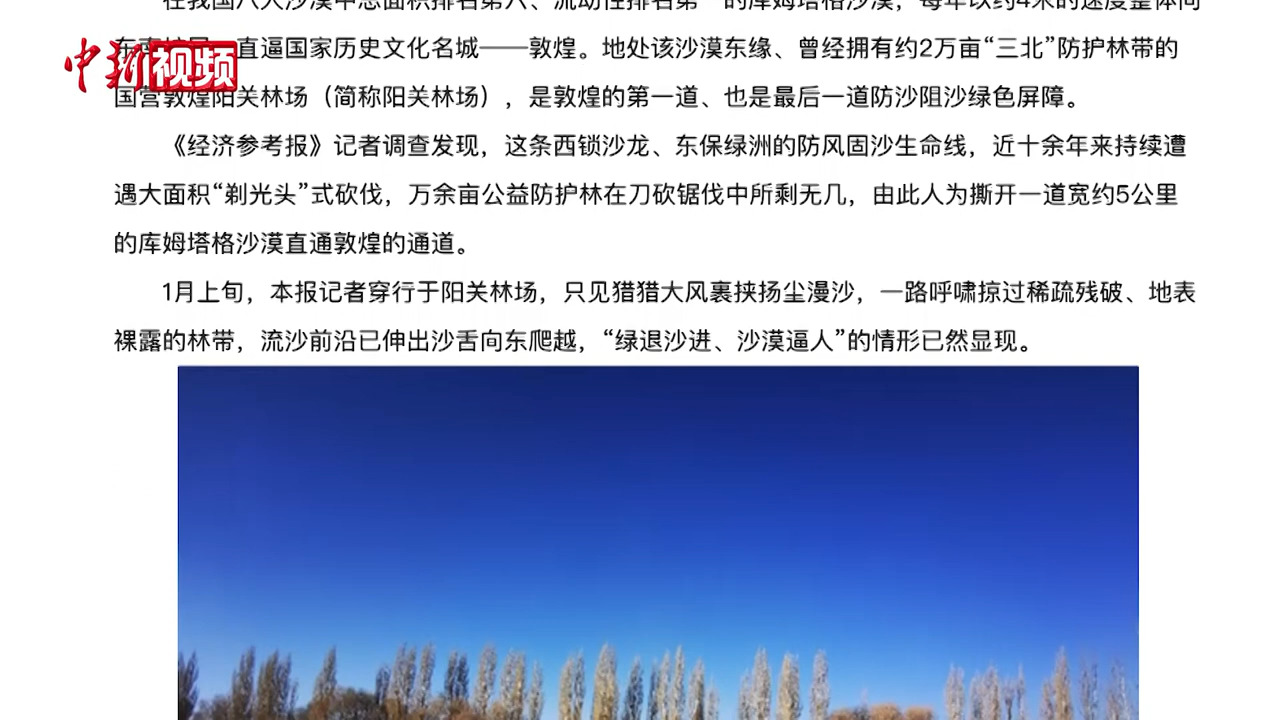 在我国八大沙漠中总面积排名第六、流动性排名第一的库姆塔格沙漠，每年以约4米的速度整体向
中新视频
直逼国家历史文化名城——敦煌。地处该沙漠东缘、曾经拥有约2万亩“三北”防护林带的
国营敦煌阳关林场（简称阳关林场），是敦煌的第一道、也是最后一道防沙阻沙绿色屏障。
《经济参考报》记者调查发现，这条西锁沙龙、东保绿洲的防风固沙生命线，近十余年来持续遭
遇大面积“剃光头”式砍伐，万余亩公益防护林在刀砍锯伐中所剩无几，由此人为撕开一道宽约5公里
的库姆塔格沙漠直通敦煌的通道。
1月上旬，本报记者穿行于阳关林场，只见猎猎大风裹挟扬尘漫沙，一路呼啸掠过稀疏残破、地表
裸露的林带，流沙前沿已伸出沙舌向东爬越，“绿退沙进、沙漠逼人”的情形已然显现。